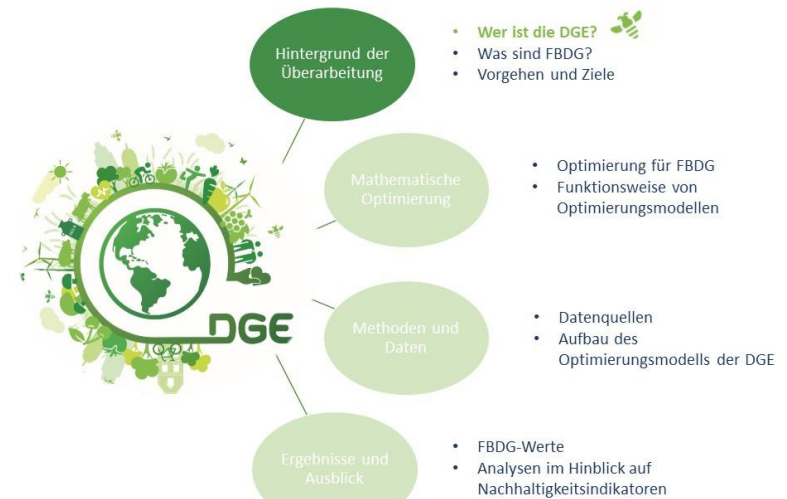 Hintergrund der
Überarbeitung
• Wer ist die DGE?
• Was sind FBDG?
• Vorgehen und Ziele
Mathematische
Optimierung
• Optimierung für FBDG
• Funktionsweise von
Optimierungsmodellen
DGE
Methoden und
Daten
• Datenquellen
• Aufbau des
Optimierungsmodells der DGE
Ergebnisse und
Ausblick
• FBDG-Werte
• Analysen im Hinblick auf
Nachhaltigkeitsindikatoren